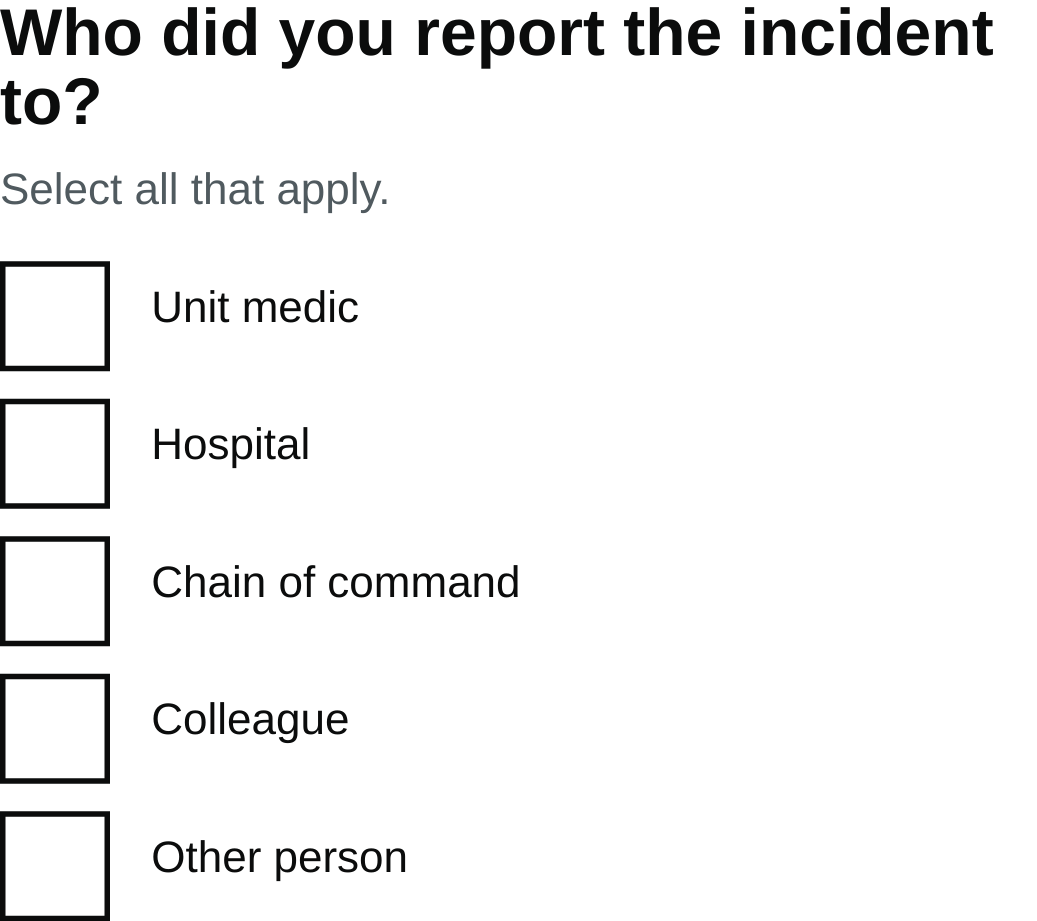 Who did you report the incident
to?
Select all that apply.
Unit medic
Hospital
Chain of command
Colleague
Other person